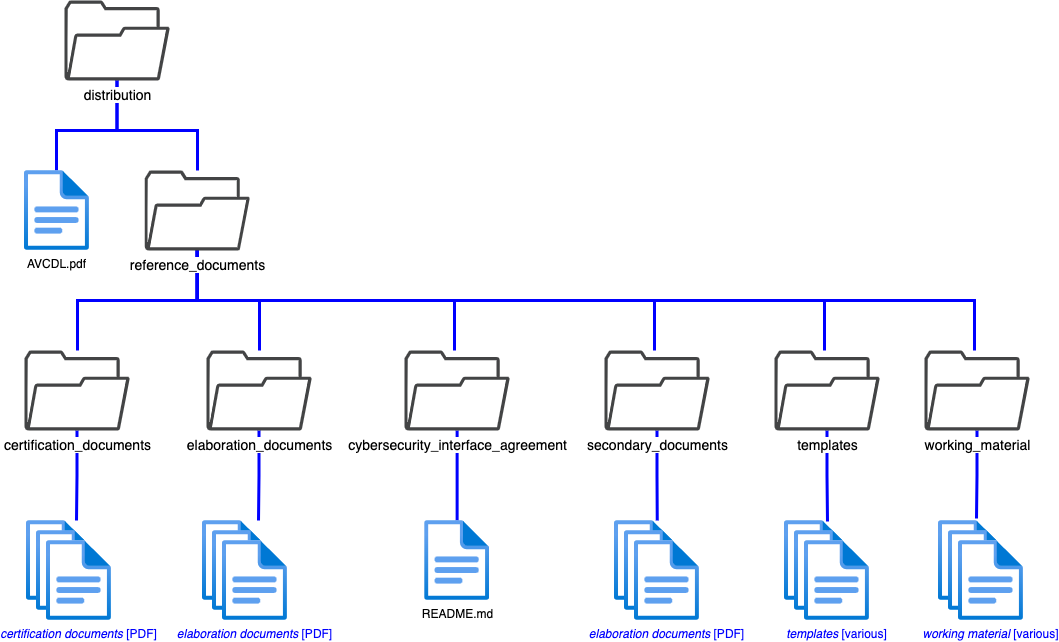 distribution
AVCDL.pdf
reference_documents
certification_documents
elaboration_documents
cybersecurity_interface_agreement
secondary_documents
templates
working_material
README.md
certification documents [PDF]
elaboration documents [PDF]
elaboration documents [PDF]
templates [various]
working material [various]